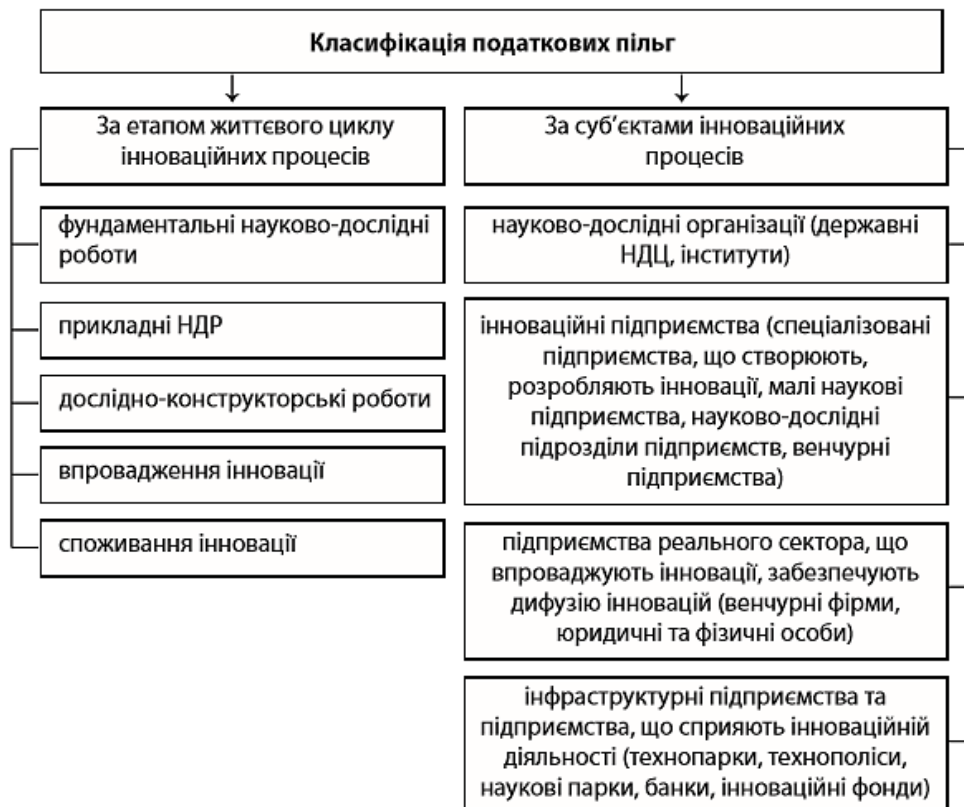 Класифікація податкових пільг
За етапом життєвого циклу
інноваційних процесів
фундаментальні науково-дослідні
роботи
прикладні НДР
дослідно-конструкторські роботи
впровадження інновації
споживання інновації
За суб’єктами інноваційних
процесів
науково-дослідні організації (державні
НДЦ, інститути)
інноваційні підприємства (спеціалізовані
підприємства, що створюють,
розробляють інновації, малі наукові
підприємства, науково-дослідні
підрозділи підприємств, венчурні
підприємства)
підприємства реального сектора, що
впроваджують інновації, забезпечують
дифузію інновацій (венчурні фірми,
юридичні та фізичні особи)
інфраструктурні підприємства та
підприємства, що сприяють інноваційній
діяльності (технопарки, технополіси,
наукові парки, банки, інноваційні фонди)